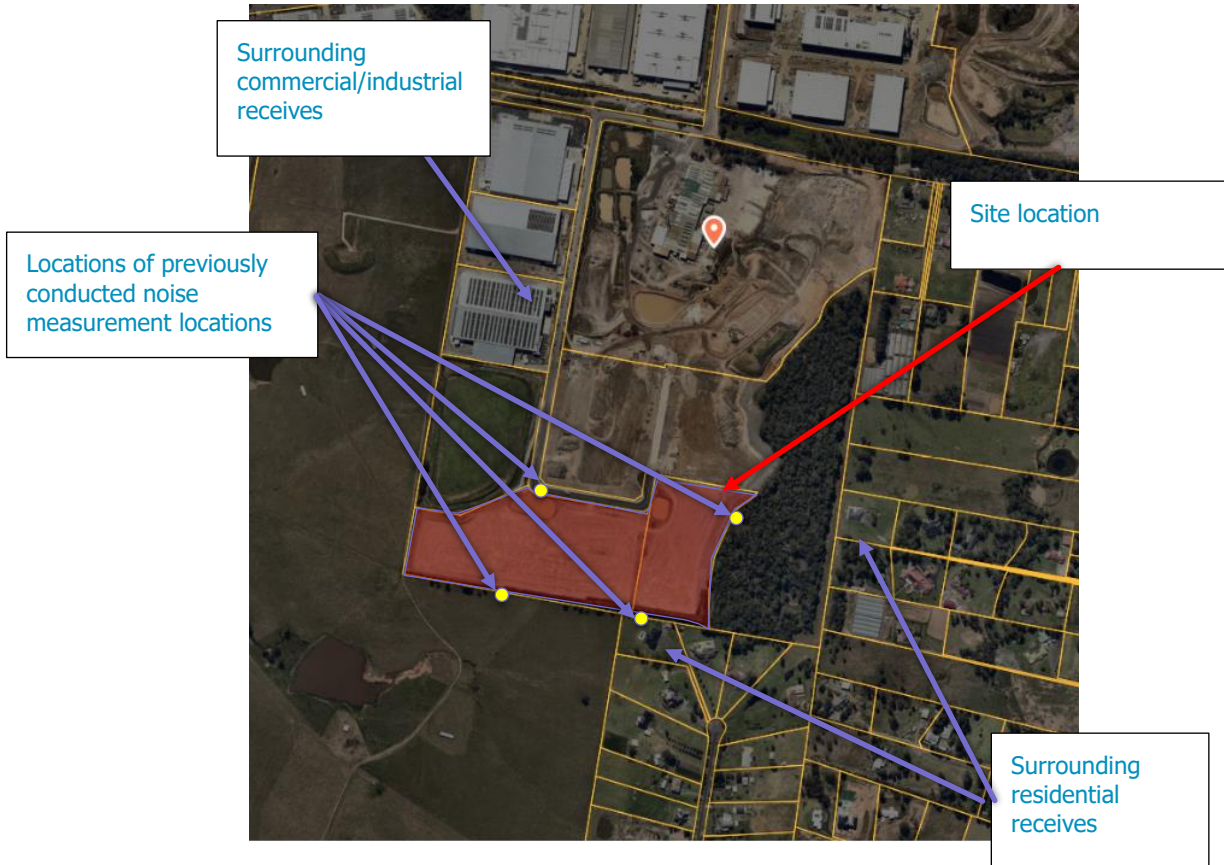 Surrounding
commercial/industrial
receives
Site location
Locations of previously
conducted noise
measurement locations
Surrounding
residential
receives